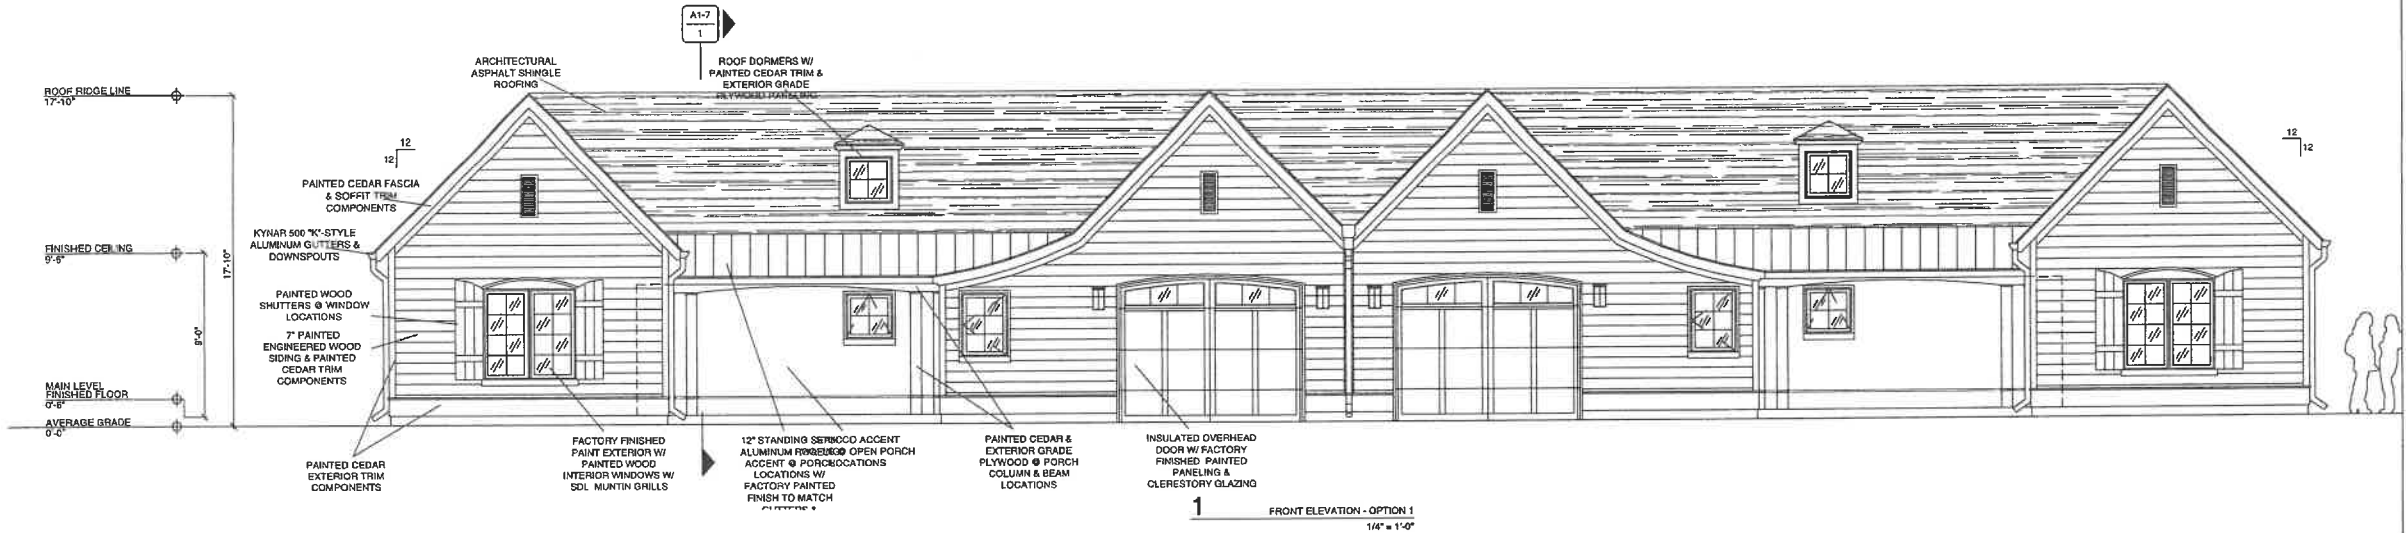 A1-7
1
ARCHITECTURAL
ASPHALT SHINGLE
ROOFING
ROOF DORMERS W/
PAINTED CEDAR TRIM &
EXTERIOR GRADE
PLYWOOD PANELING
ROOF RIDGE LINE
17'-10"
12
12
12
12
PAINTED CEDAR FASCIA
& SOFFIT TRIM
COMPONENTS
KYNAR 500 "K"-STYLE
ALUMINUM GUTTERS &
DOWNSPOUTS
FINISHED CEILING
9'-6"
17'-10"
PAINTED WOOD
SHUTTERS @ WINDOW
LOCATIONS
9'-0"
7" PAINTED
ENGINEERED WOOD
SIDING & PAINTED
CEDAR TRIM
COMPONENTS
MAIN LEVEL
FINISHED FLOOR
0'-6"
AVERAGE GRADE
0'-0"
PAINTED CEDAR
EXTERIOR TRIM
COMPONENTS
FACTORY FINISHED
PAINT EXTERIOR W/
PAINTED WOOD
INTERIOR WINDOWS W/
SDL MUNTIN GRILLS
12" STANDING
ALUMINUM
ACCENT @ PORCH
LOCATIONS W/
FACTORY PAINTED
FINISH TO MATCH
GUTTERS &
ACCENT
@ OPEN PORCH
LOCATIONS
PAINTED CEDAR &
EXTERIOR GRADE
PLYWOOD @ PORCH
COLUMN & BEAM
LOCATIONS
INSULATED OVERHEAD
DOOR W/ FACTORY
FINISHED PAINTED
PANELING &
CLERESTORY GLAZING
1
FRONT ELEVATION - OPTION 1
1/4" = 1'-0"